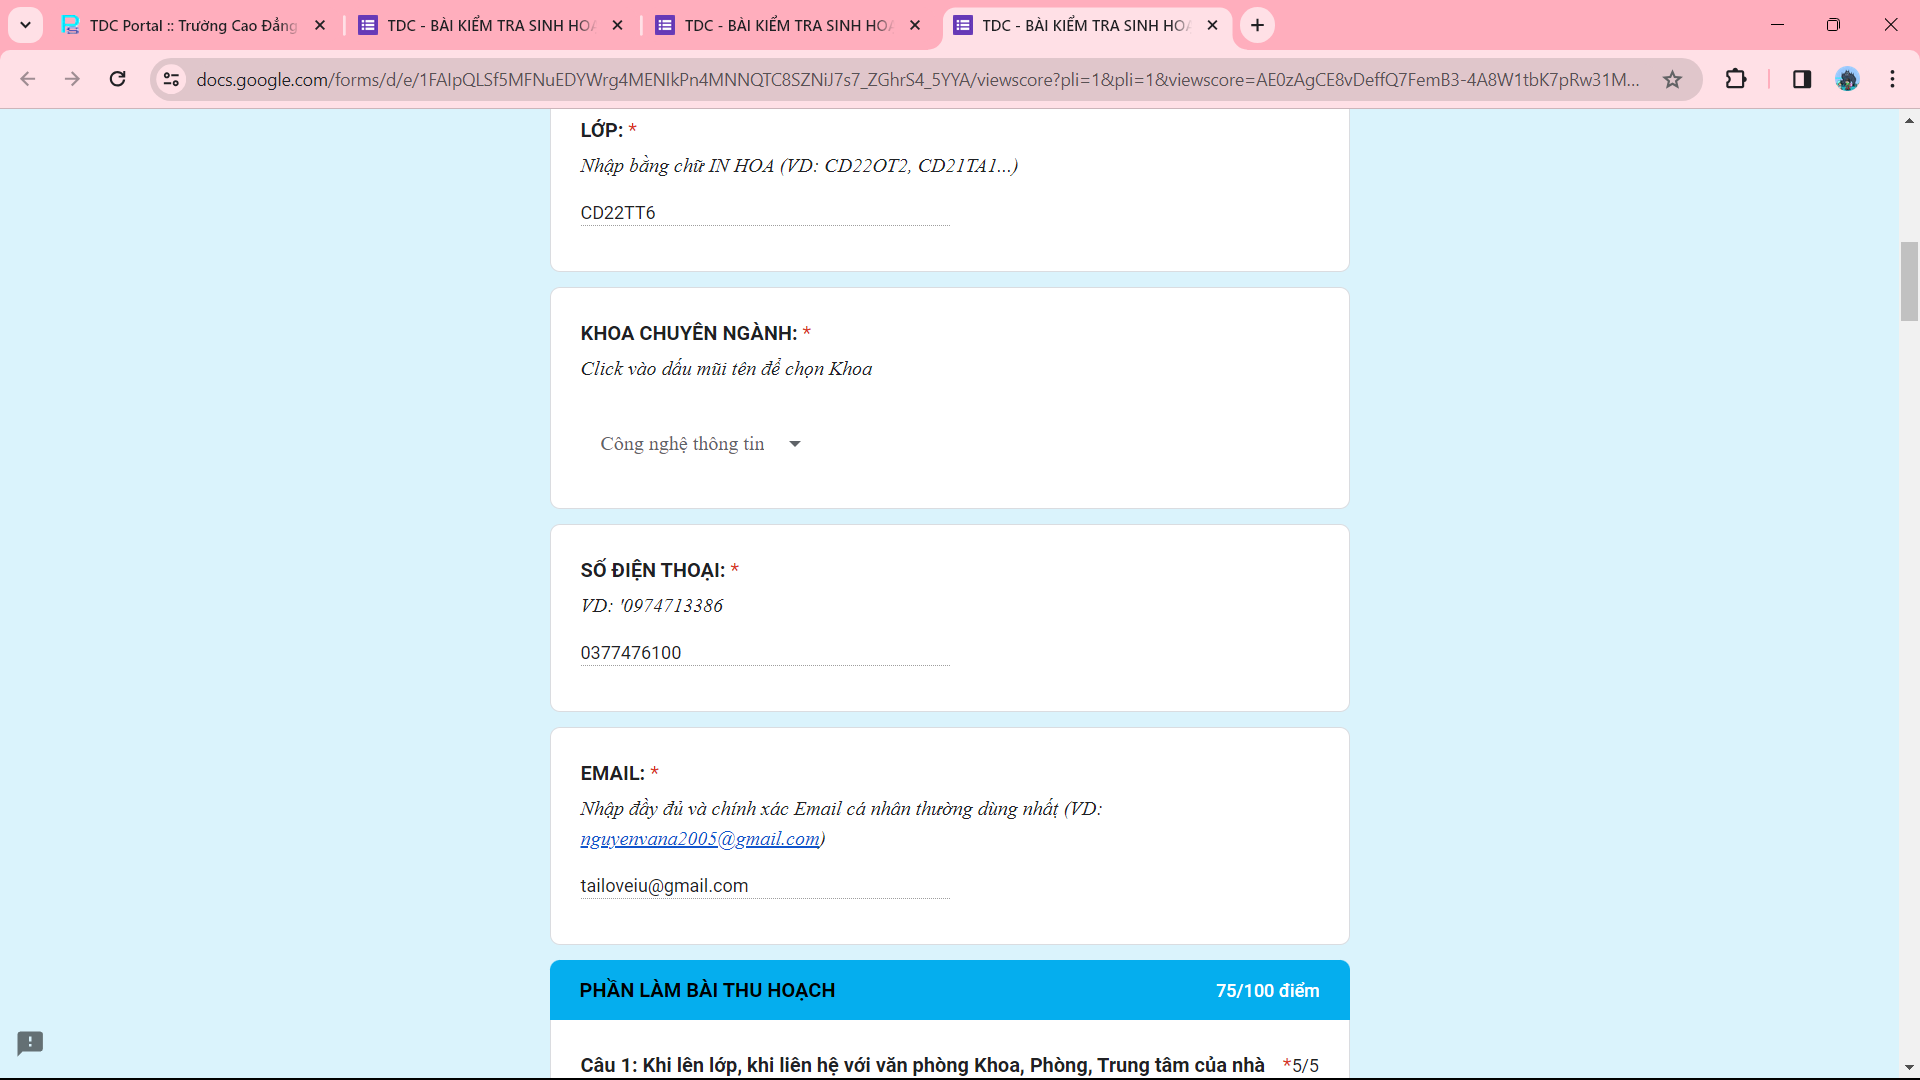 TDC Portal :: Trường Cao Đẳng
TDC - BÀI KIỂM TRA SINH HOẠ
TDC - BÀI KIỂM TRA SINH HOẠ
TDC - BÀI KIỂM TRA SINH HOẠ
docs.google.com/forms/d/e/1FAIpQLSf5MFNuEDYWrg4MENIkPn4MNNQTC8SZNiJ7s7_ZGhrS4_5YYA/viewscore?pli=1&pli=1&viewscore=AE0zAgCE8vDeffQ7FemB3-4A8W1tbK7pRw31M...
LỚP: *
Nhập bằng chữ IN HOA (VD: CD22OT2, CD21TA1...)
CD22TT6
KHOA CHUYÊN NGÀNH: *
Click vào dấu mũi tên để chọn Khoa
Công nghệ thông tin
SỐ ĐIỆN THOẠI: *
VD: '0974713386
0377476100
EMAIL: *
Nhập đầy đủ và chính xác Email cá nhân thường dùng nhất (VD:
nguyenvana2005@gmail.com)
tailoveiu@gmail.com
PHẦN LÀM BÀI THU HOẠCH 75/100 điểm
Câu 1: Khi lên lớp, khi liên hệ với văn phòng Khoa, Phòng, Trung tâm của nhà *5/5